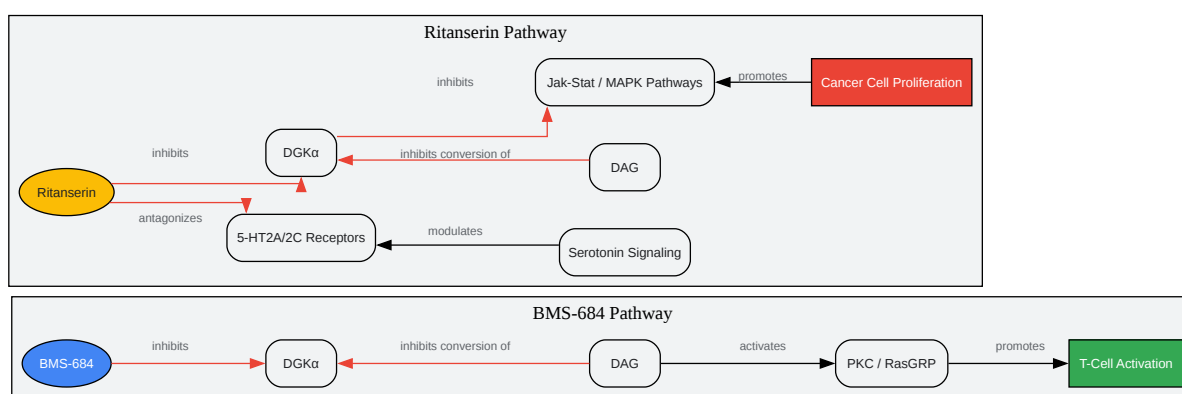 Ritanserin Pathway
inhibits
Jak-Stat / MAPK Pathways
promotes
Cancer Cell Proliferation
inhibits
DGKα
inhibits conversion of
DAG
Ritanserin
antagonizes
5-HT2A/2C Receptors
modulates
Serotonin Signaling
BMS-684 Pathway
BMS-684
inhibits
DGKα
inhibits conversion of
DAG
activates
PKC / RasGRP
promotes
T-Cell Activation